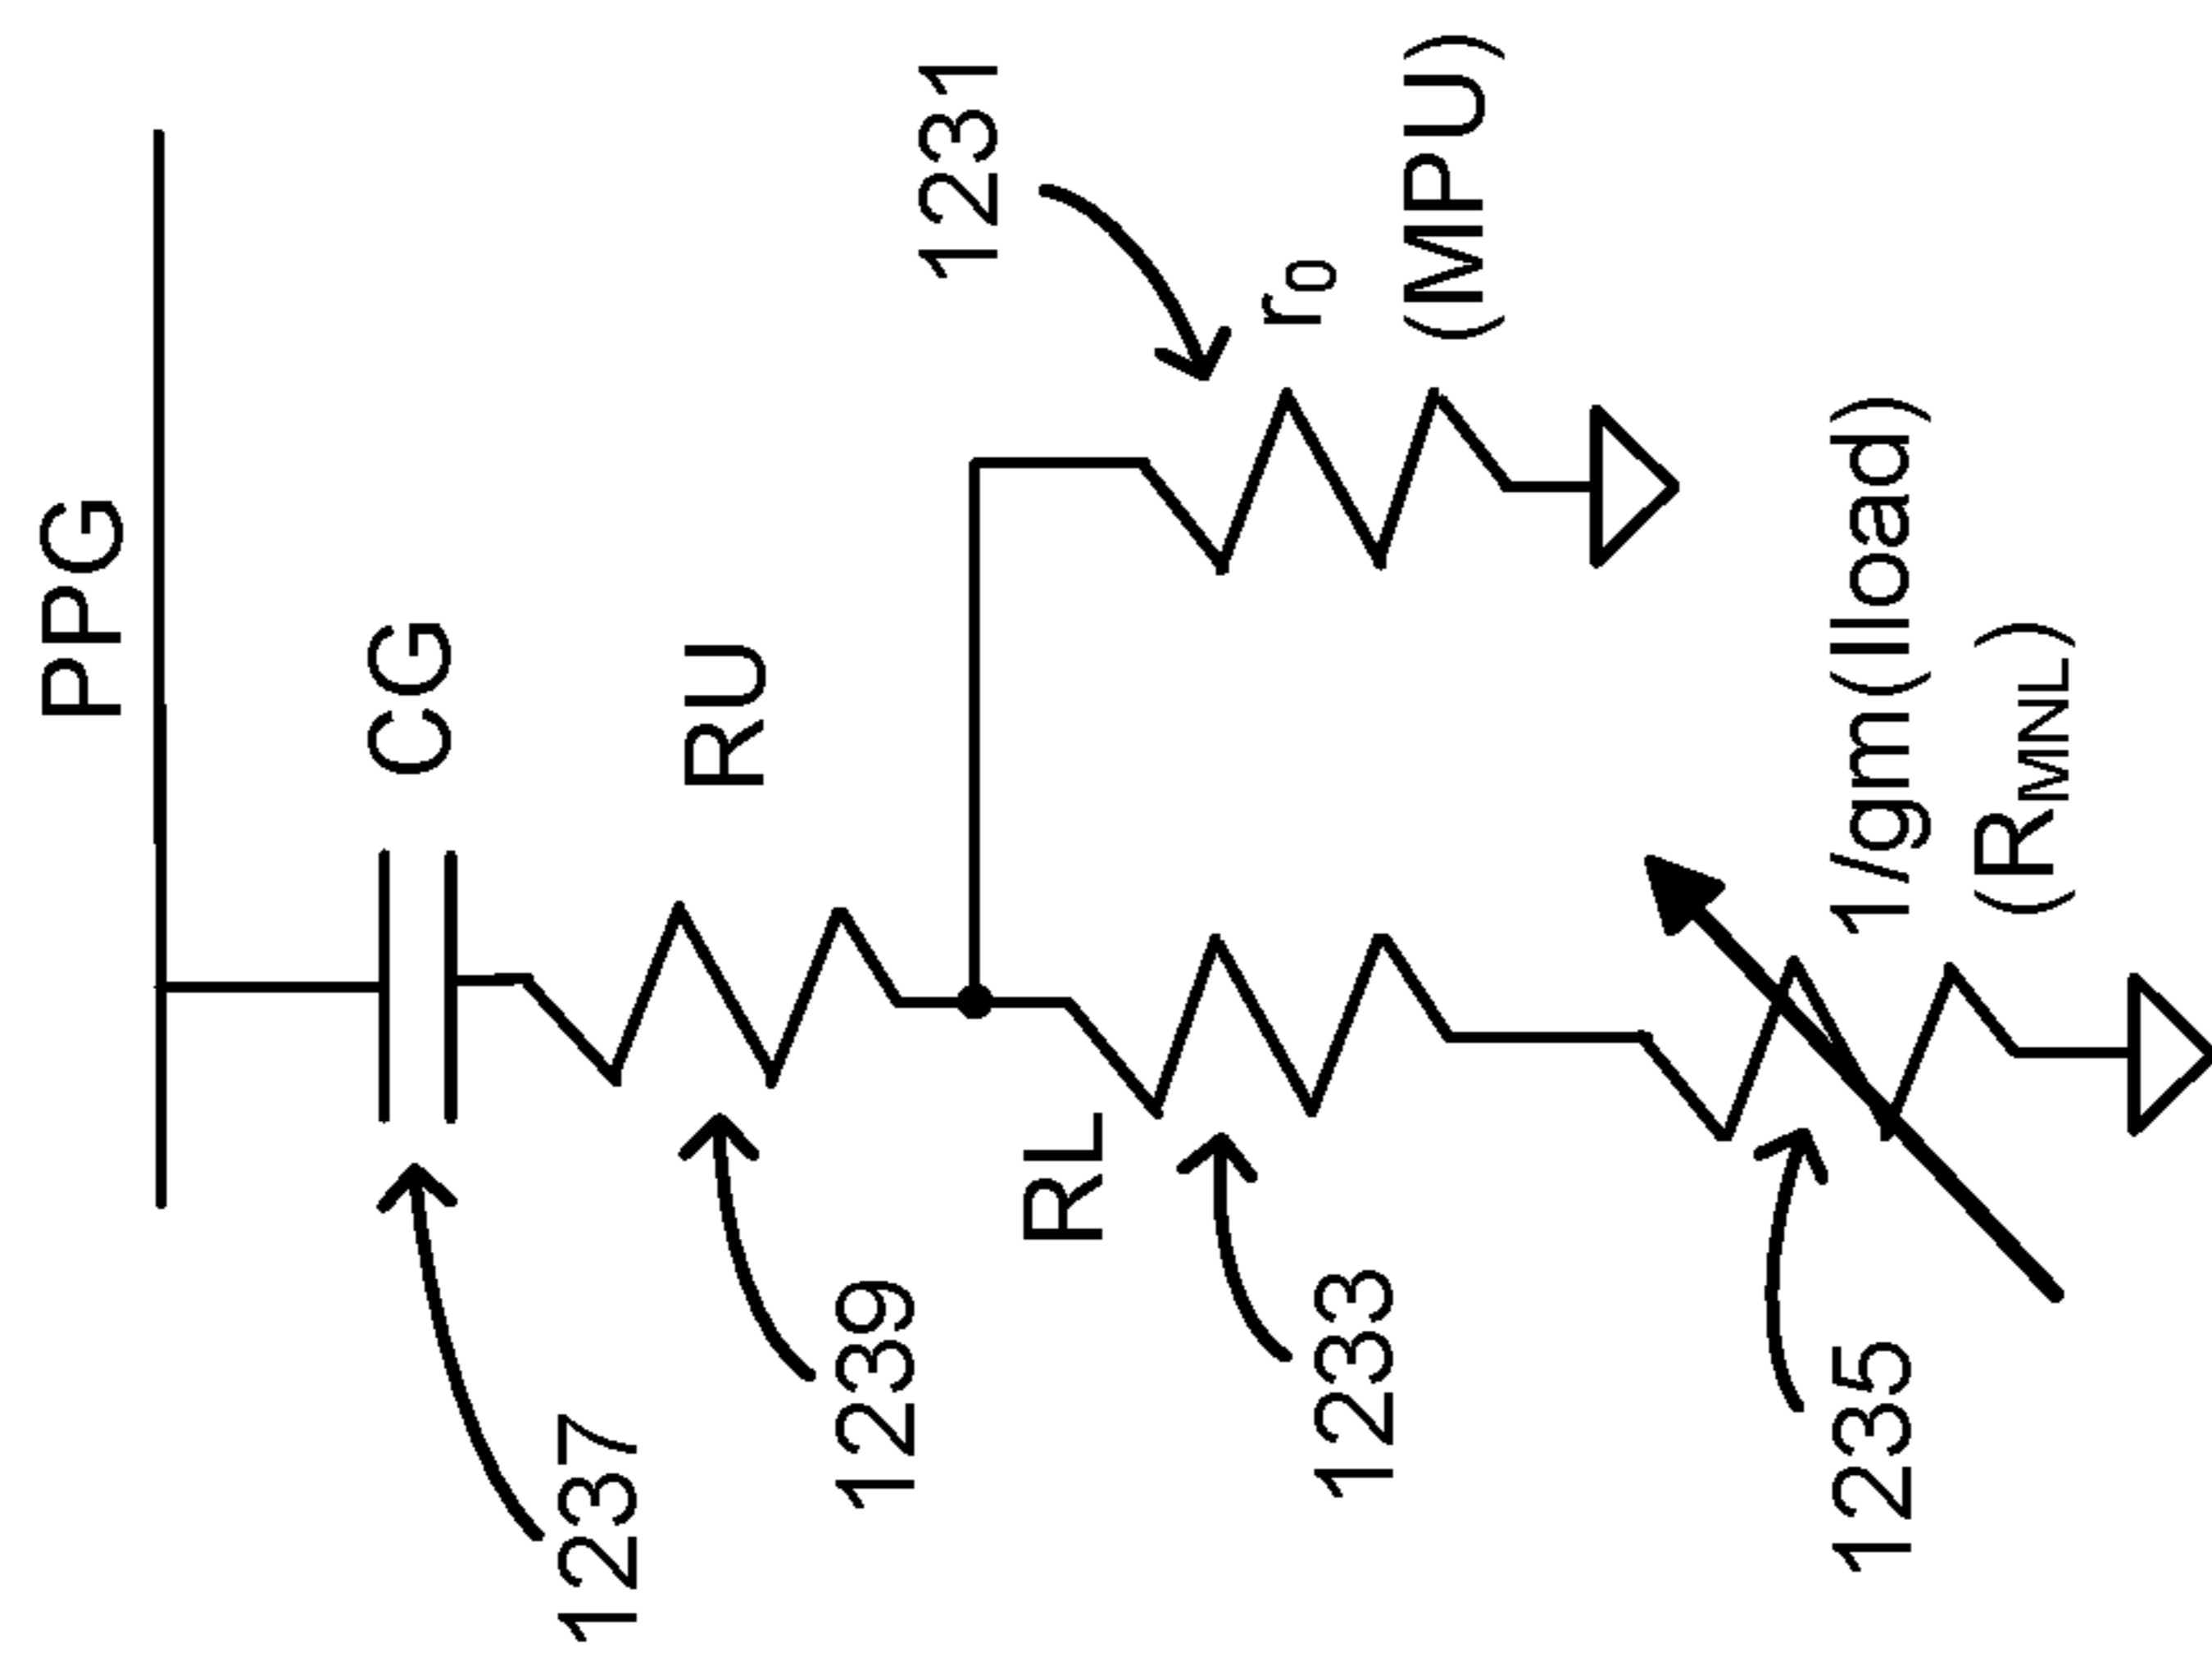 PPG
CG
1237
RU
1239
1231
r0
(MPU)
RL
1233
1/gm(Iload)
(RMNL)
1235